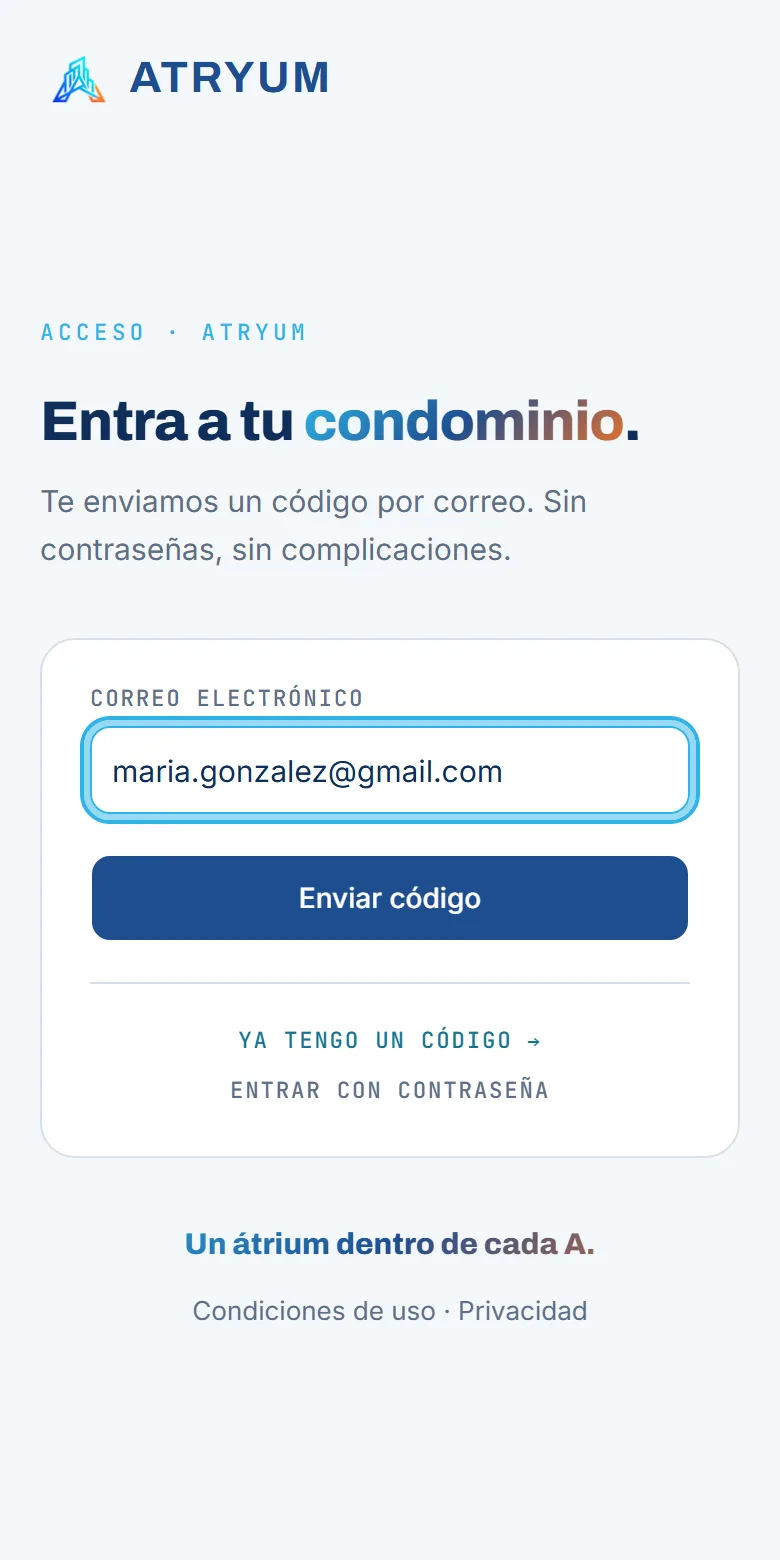 ATRYUM
ACCESO · ATRYUM
Entra a tu condominio.
Te enviamos un código por correo. Sin
contraseñas, sin complicaciones.
CORREO ELECTRÓNICO
maria.gonzalez@gmail.com
Enviar código
YA TENGO UN CÓDIGO →
ENTRAR CON CONTRASEÑA
Un átrium dentro de cada A.
Condiciones de uso · Privacidad